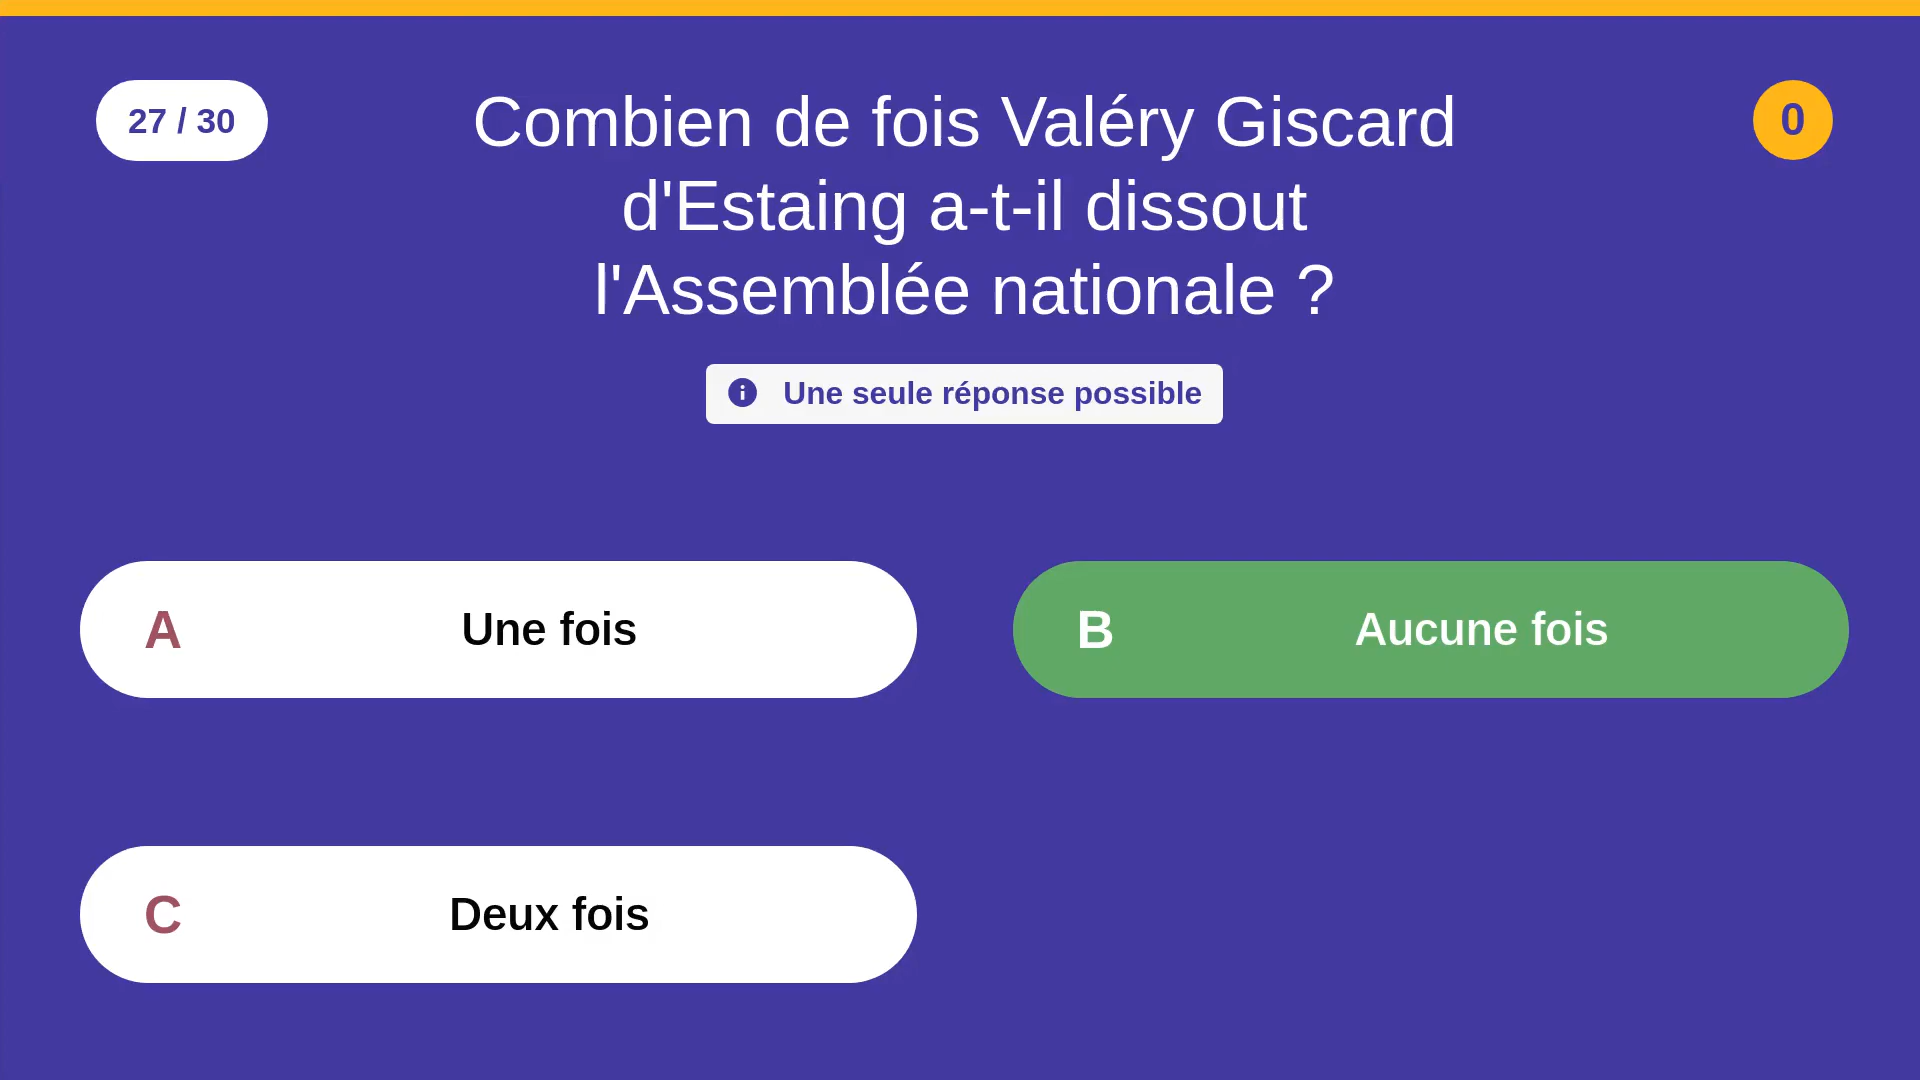 27 / 30
Combien de fois Valéry Giscard
d'Estaing a-t-il dissout
l'Assemblée nationale ?
0
Une seule réponse possible
A Une fois
B Aucune fois
C Deux fois